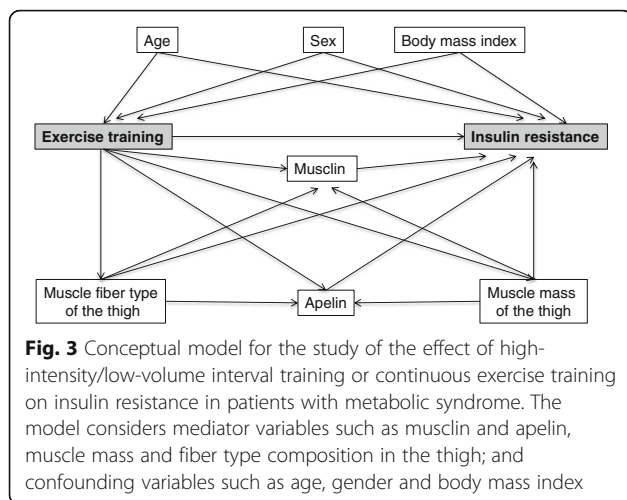 Age
Sex
Body mass index
Exercise training
Insulin resistance
Musclin
Muscle fiber type
of the thigh
Apelin
Muscle mass
of the thigh
Fig. 3 Conceptual model for the study of the effect of high-
intensity/low-volume interval training or continuous exercise training
on insulin resistance in patients with metabolic syndrome. The
model considers mediator variables such as musclin and apelin,
muscle mass and fiber type composition in the thigh; and
confounding variables such as age, gender and body mass index